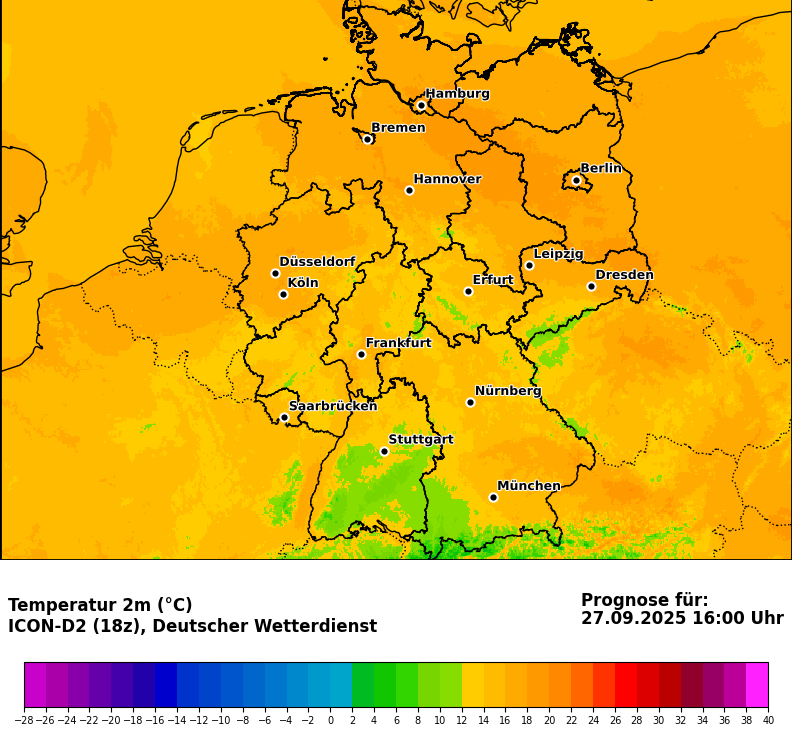 Hamburg
Bremen
Berlin
Hannover
Leipzig
Düsseldorf
Dresden
Köln
Erfurt
Frankfurt
Nürnberg
Saarbrücken
Stuttgart
München
Temperatur 2m (°C)
ICON-D2 (18z), Deutscher Wetterdienst
Prognose für:
27.09.2025 16:00 Uhr
−28 −26 −24 −22 −20 −18 −16 −14 −12 −10 −8 −6 −4 −2 0 2 4 6 8 10 12 14 16 18 20 22 24 26 28 30 32 34 36 38 40